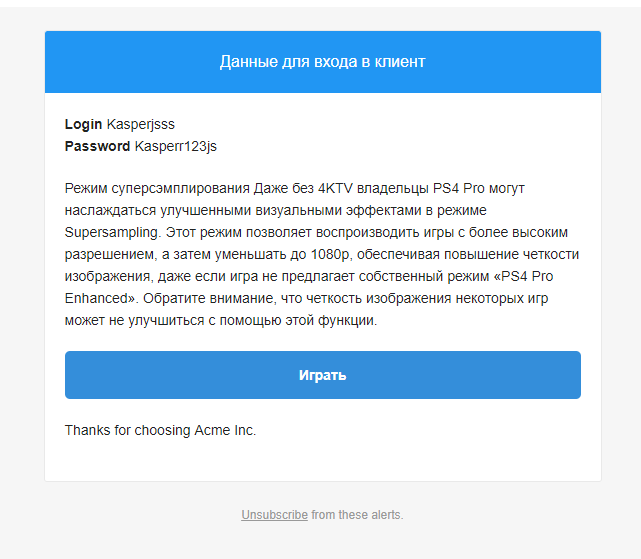 Данные для входа в клиент
Login Kasperjsss
Password Kasperr123js
Режим суперсэмплирования Даже без 4KTV владельцы PS4 Pro могут
наслаждаться улучшенными визуальными эффектами в режиме
Supersampling. Этот режим позволяет воспроизводить игры с более высоким
разрешением, а затем уменьшать до 1080p, обеспечивая повышение четкости
изображения, даже если игра не предлагает собственный режим «PS4 Pro
Enhanced». Обратите внимание, что четкость изображения некоторых игр
может не улучшиться с помощью этой функции.
Играть
Thanks for choosing Acme Inc.
Unsubscribe from these alerts.